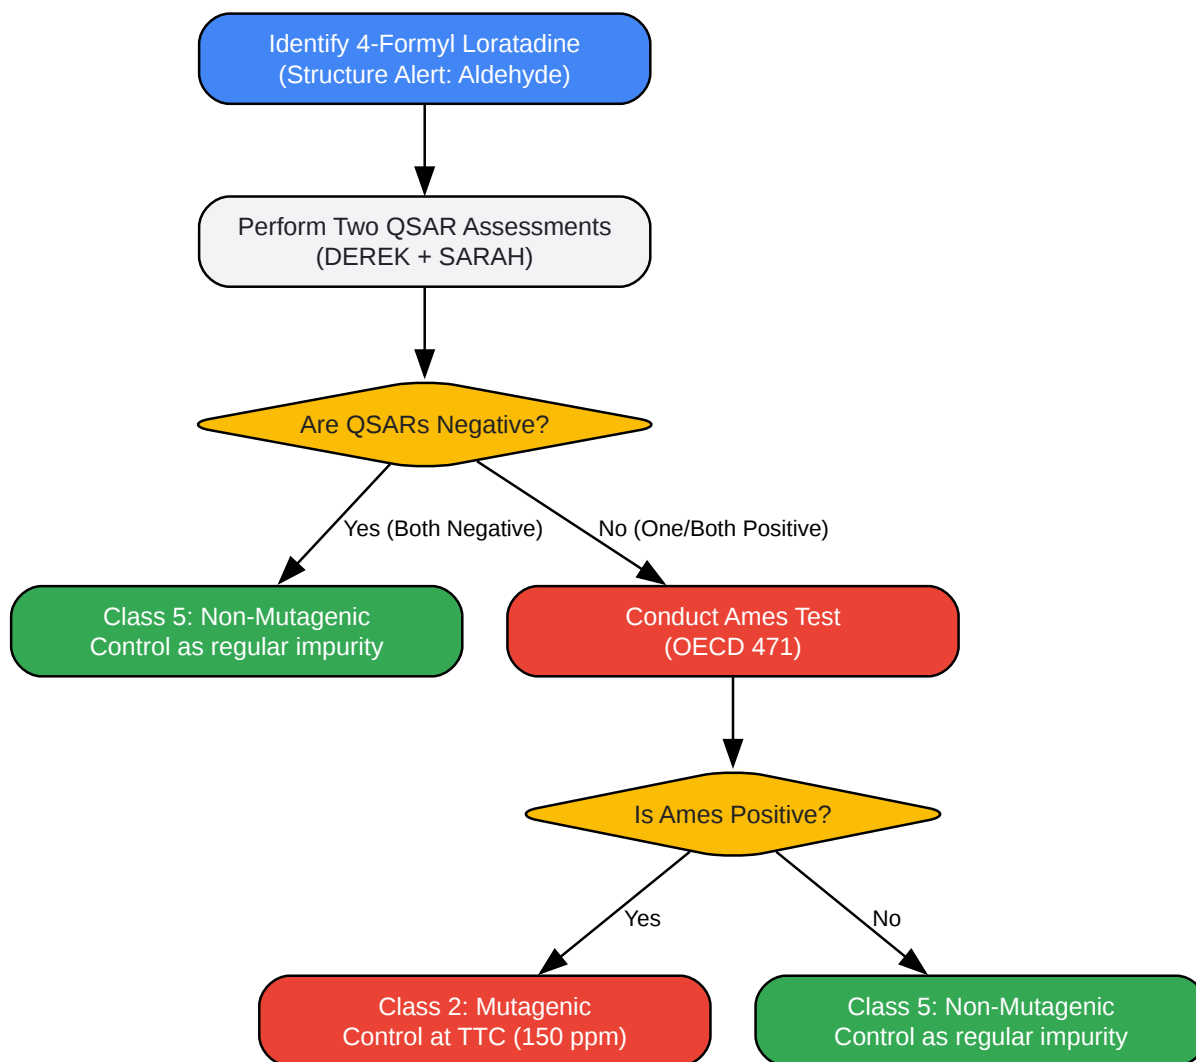 Identify 4-Formyl Loratadine
(Structure Alert: Aldehyde)
Perform Two QSAR Assessments
(DEREK + SARAH)
Are QSARs Negative?
Yes (Both Negative)
No (One/Both Positive)
Class 5: Non-Mutagenic
Control as regular impurity
Conduct Ames Test
(OECD 471)
Is Ames Positive?
Yes
No
Class 2: Mutagenic
Control at TTC (150 ppm)
Class 5: Non-Mutagenic
Control as regular impurity